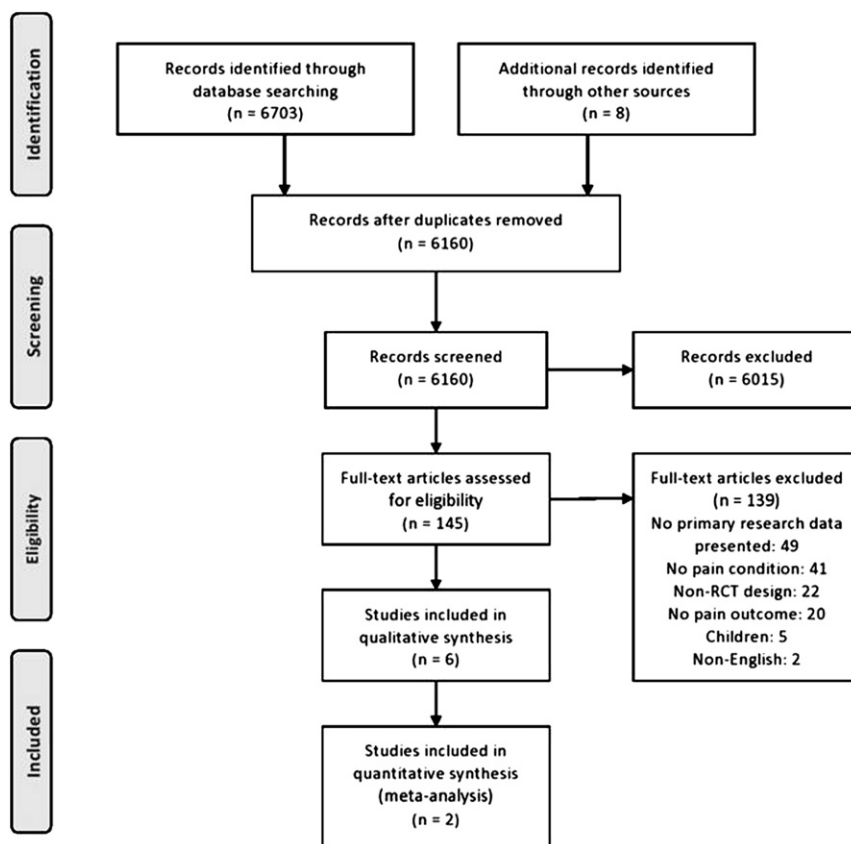 Identification
Records identified through
database searching
(n = 6703)
Additional records identified
through other sources
(n = 8)
Records after duplicates removed
(n = 6160)
Screening
Records screened
(n = 6160)
Records excluded
(n = 6015)
Eligibility
Full-text articles assessed
for eligibility
(n = 145)
Full-text articles excluded
(n = 139)
No primary research data
presented: 49
No pain condition: 41
Non-RCT design: 22
No pain outcome: 20
Children: 5
Non-English: 2
Studies included in
qualitative synthesis
(n = 6)
Included
Studies included in
quantitative synthesis
(meta-analysis)
(n = 2)